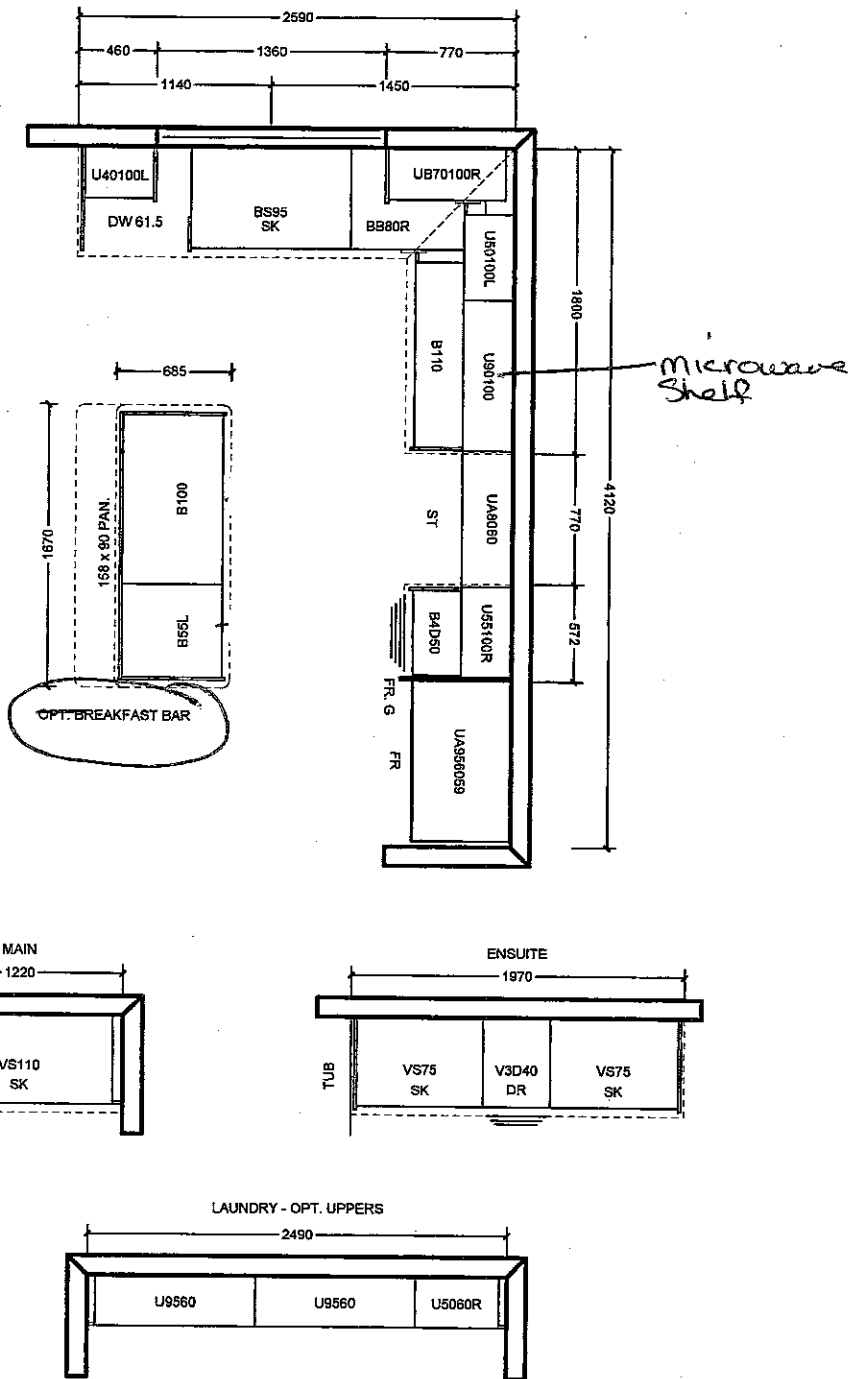 2590
460
1360
770
1140
1450
U40100L
UB70100R
DW 61.5
BS95
SK
BB80R
U50100L
1800
B110
U90100
Microwave
Shelf
685
4120
1670
198 x 90 PAN.
B100
B55L
ST
UA8060
770
B4D50
U55100R
572
OPT. BREAKFAST BAR
FR. G
FR
UA956059
MAIN
1220
VS110
SK
ENSUITE
1970
TUB
VS75
SK
V3D40
DR
VS75
SK
LAUNDRY - OPT. UPPERS
2490
U9560
U9560
U5060R